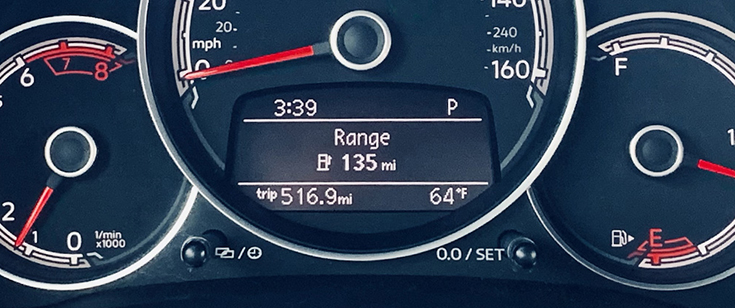 20
140
20-
-240
mph
-km/h
0
160
6
7
8
F
3:39 P
Range
135 mi
trip 516.9mi 64°F
2
1
0
1/min
x1000
E
0.0 / SET